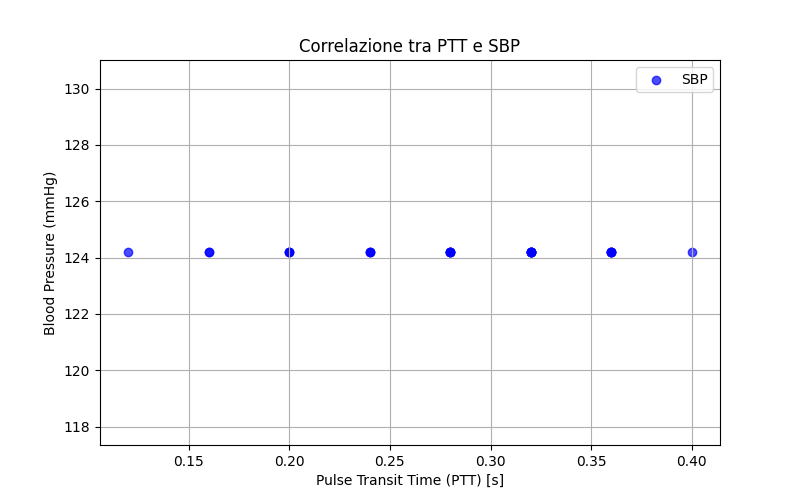 Correlazione tra PTT e SBP
SBP
130
128
126
124
122
120
118
Blood Pressure (mmHg)
0.15 0.20 0.25 0.30 0.35 0.40
Pulse Transit Time (PTT) [s]